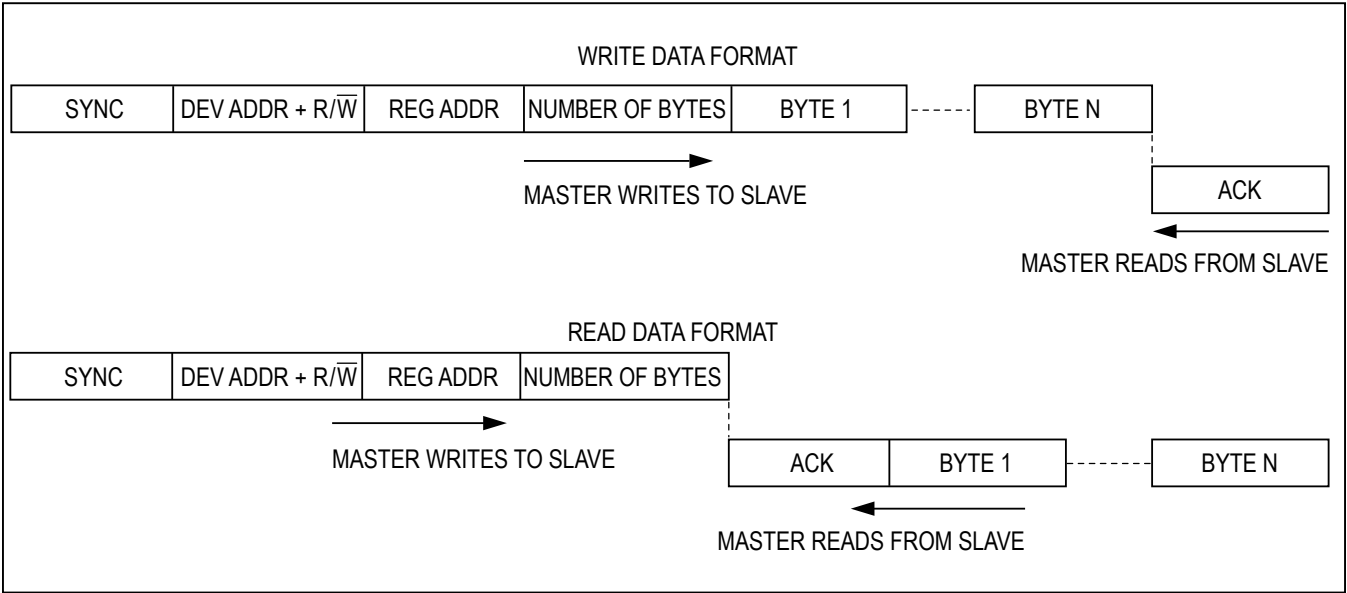 WRITE DATA FORMAT
SYNC DEV ADDR + R/W̅ REG ADDR NUMBER OF BYTES BYTE 1 BYTE N
MASTER WRITES TO SLAVE
ACK
MASTER READS FROM SLAVE
READ DATA FORMAT
SYNC DEV ADDR + R/W̅ REG ADDR NUMBER OF BYTES
MASTER WRITES TO SLAVE
ACK BYTE 1 BYTE N
MASTER READS FROM SLAVE